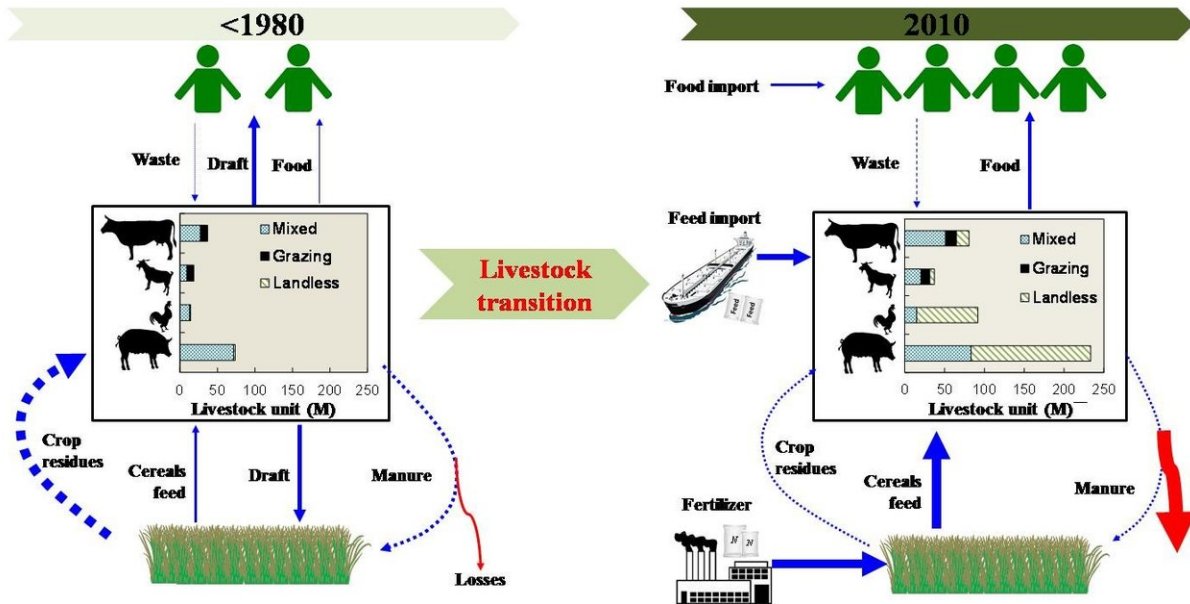 <1980
Waste
Draft
Food
Mixed
Grazing
Landless
0 50 100 150 200 250
Livestock unit (M)
Crop
residues
Cereals
feed
Draft
Manure
Losses
Livestock
transition
2010
Food import
Waste
Food
Feed import
Feed
Feed
Mixed
Grazing
Landless
0 50 100 150 200 250
Livestock unit (M)
Crop
residues
Cereals
feed
Manure
Fertilizer
N
N